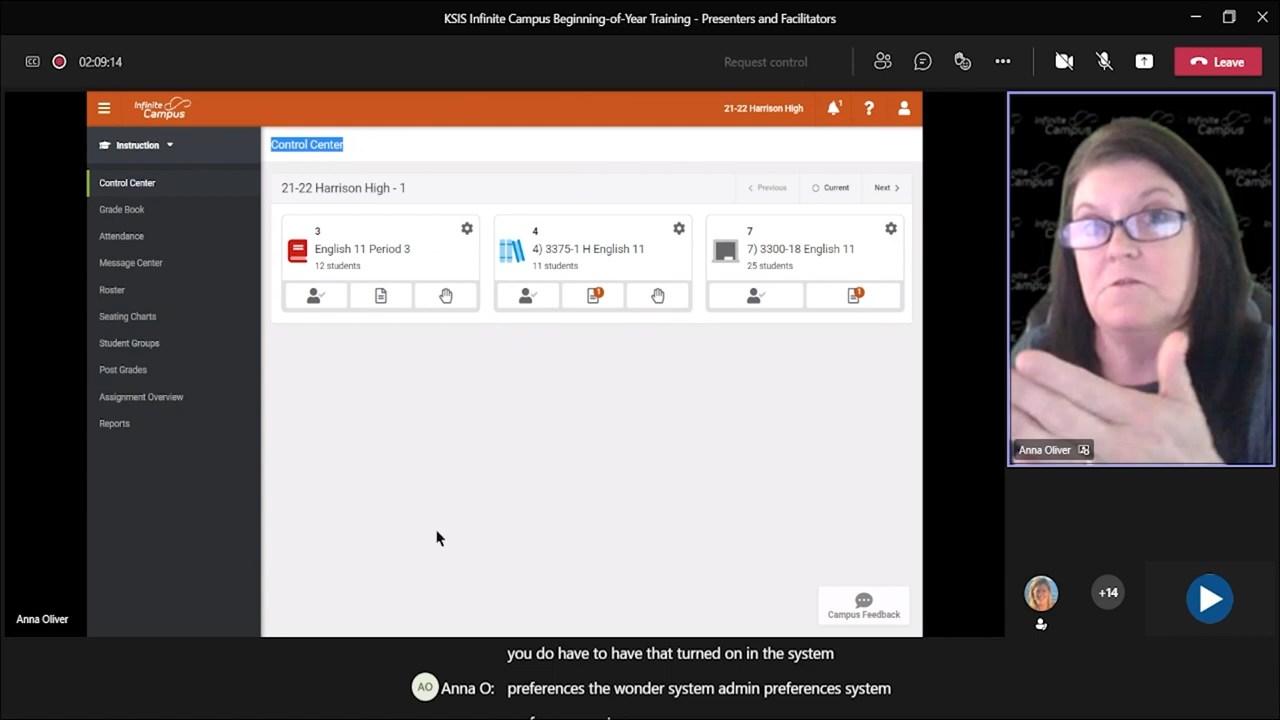 KSIS Infinite Campus Beginning-of-Year Training - Presenters and Facilitators
CC
02:09:14
Request control
Leave
Infinite
Campus
21-22 Harrison High
1
?
Instruction
Control Center
Control Center
Grade Book
Attendance
Message Center
Roster
Seating Charts
Student Groups
Post Grades
Assignment Overview
Reports
21-22 Harrison High - 1
Previous
Current
Next
3
English 11 Period 3
12 students
4
4) 3375-1 H English 11
11 students
1
7
7) 3300-18 English 11
25 students
1
Campus Feedback
Anna Oliver
Anna Oliver
+14
you do have to have that turned on in the system
AO
Anna O:
preferences the wonder system admin preferences system